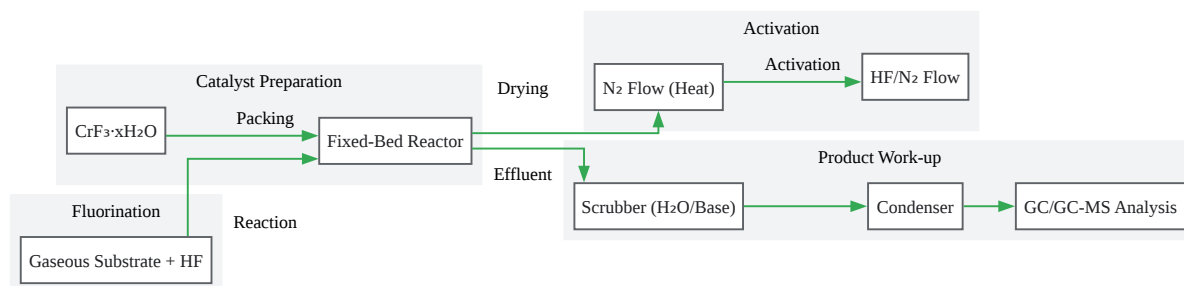 Activation
Activation
N₂ Flow (Heat)
HF/N₂ Flow
Catalyst Preparation
Drying
CrF₃·xH₂O
Packing
Fixed-Bed Reactor
Effluent
Product Work-up
Scrubber (H₂O/Base)
Condenser
GC/GC-MS Analysis
Fluorination
Reaction
Gaseous Substrate + HF